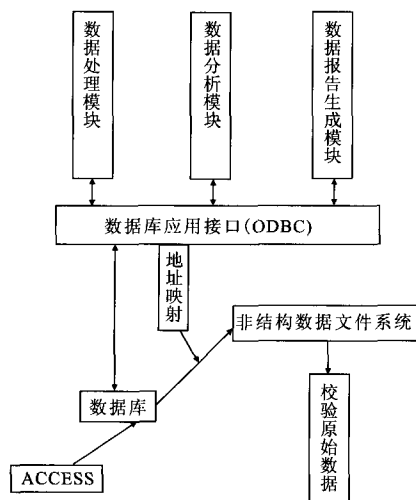 数据处理模块
数据分析模块
数据报告生成模块
数据库应用接口(ODBC)
地址映射
非结构数据文件系统
数据库
校验原始数据
ACCESS